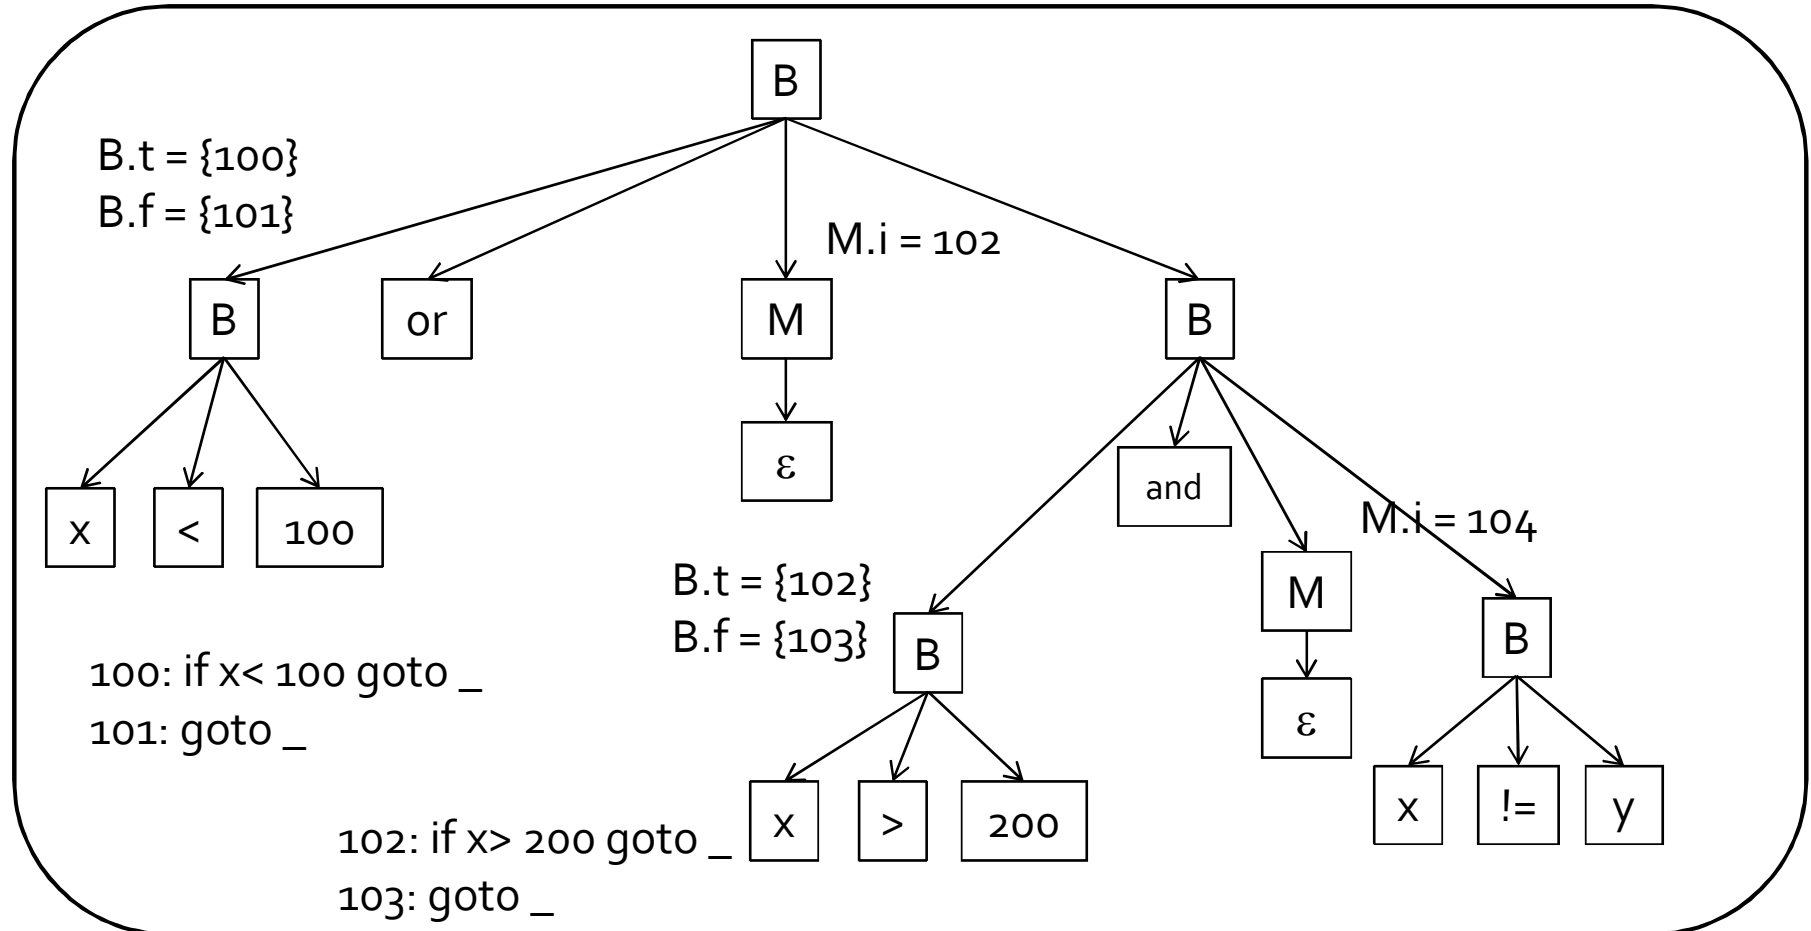 B
B.t = {100}
B.f = {101}
M.i = 102
B
or
M
B
ε
and
x
<
100
M.i = 104
B.t = {102}
B.f = {103}
B
M
B
ε
100: if x< 100 goto _
101: goto _
x
>
200
x
!=
y
102: if x> 200 goto _
103: goto _